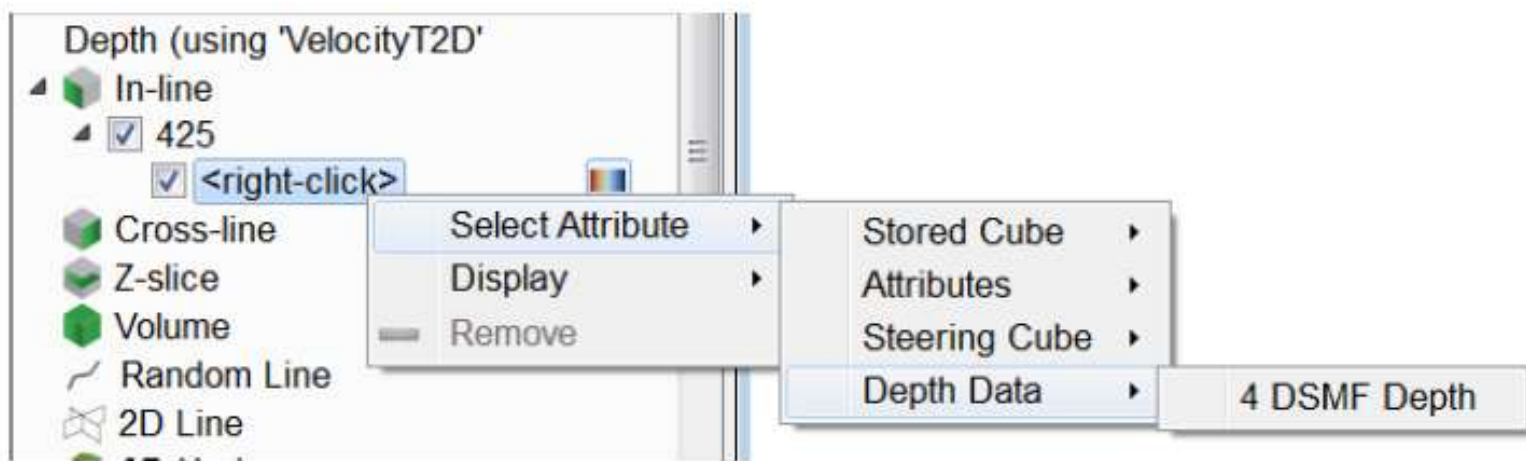 Depth (using 'VelocityT2D'
In-line
425
<right-click>
Cross-line
Z-slice
Volume
Random Line
2D Line
Select Attribute
Display
Remove
Stored Cube
Attributes
Steering Cube
Depth Data
4 DSMF Depth